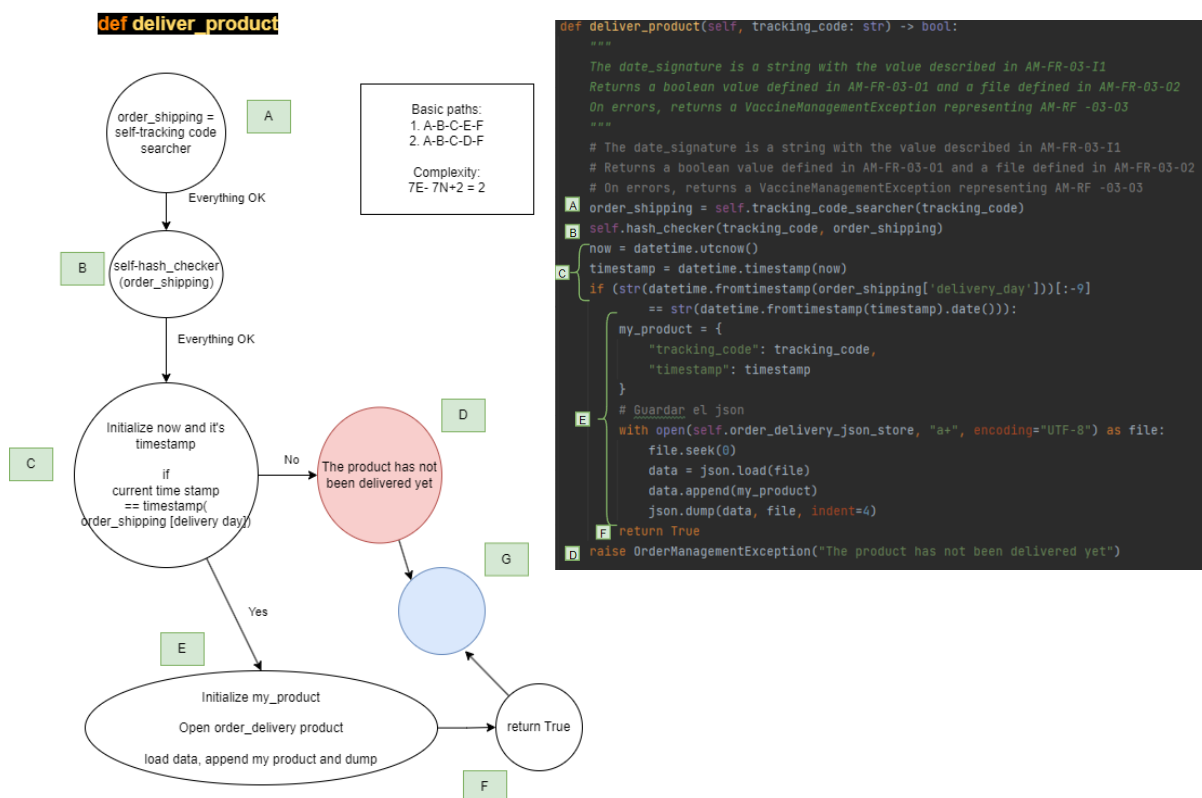 def deliver_product
order_shipping =
self-tracking code
searcher
A
Everything OK
B
self-hash_checker
(order_shipping)
Everything OK
C
Initialize now and it's
timestamp
if
current time stamp
== timestamp(
order_shipping [delivery day])
No
D
The product has not
been delivered yet
G
Yes
E
Initialize my_product
Open order_delivery product
load data, append my product and dump
return True
F
Basic paths:
1. A-B-C-E-F
2. A-B-C-D-F
Complexity:
7E- 7N+2 = 2
def deliver_product(self, tracking_code: str) -> bool:
"""
The date_signature is a string with the value described in AM-FR-03-I1
Returns a boolean value defined in AM-FR-03-O1 and a file defined in AM-FR-03-O2
On errors, returns a VaccineManagementException representing AM-RF -03-O3
"""
# The date_signature is a string with the value described in AM-FR-03-I1
# Returns a boolean value defined in AM-FR-03-O1 and a file defined in AM-FR-03-O2
# On errors, returns a VaccineManagementException representing AM-RF -03-O3
A order_shipping = self.tracking_code_searcher(tracking_code)
B self.hash_checker(tracking_code, order_shipping)
now = datetime.utcnow()
C timestamp = datetime.timestamp(now)
if (str(datetime.fromtimestamp(order_shipping['delivery_day']))[:-9]
== str(datetime.fromtimestamp(timestamp).date())):
my_product = {
"tracking_code": tracking_code,
"timestamp": timestamp
}
# Guardar el json
E with open(self.order_delivery_json_store, "a+", encoding="UTF-8") as file:
file.seek(0)
data = json.load(file)
data.append(my_product)
json.dump(data, file, indent=4)
F return True
D raise OrderManagementException("The product has not been delivered yet")